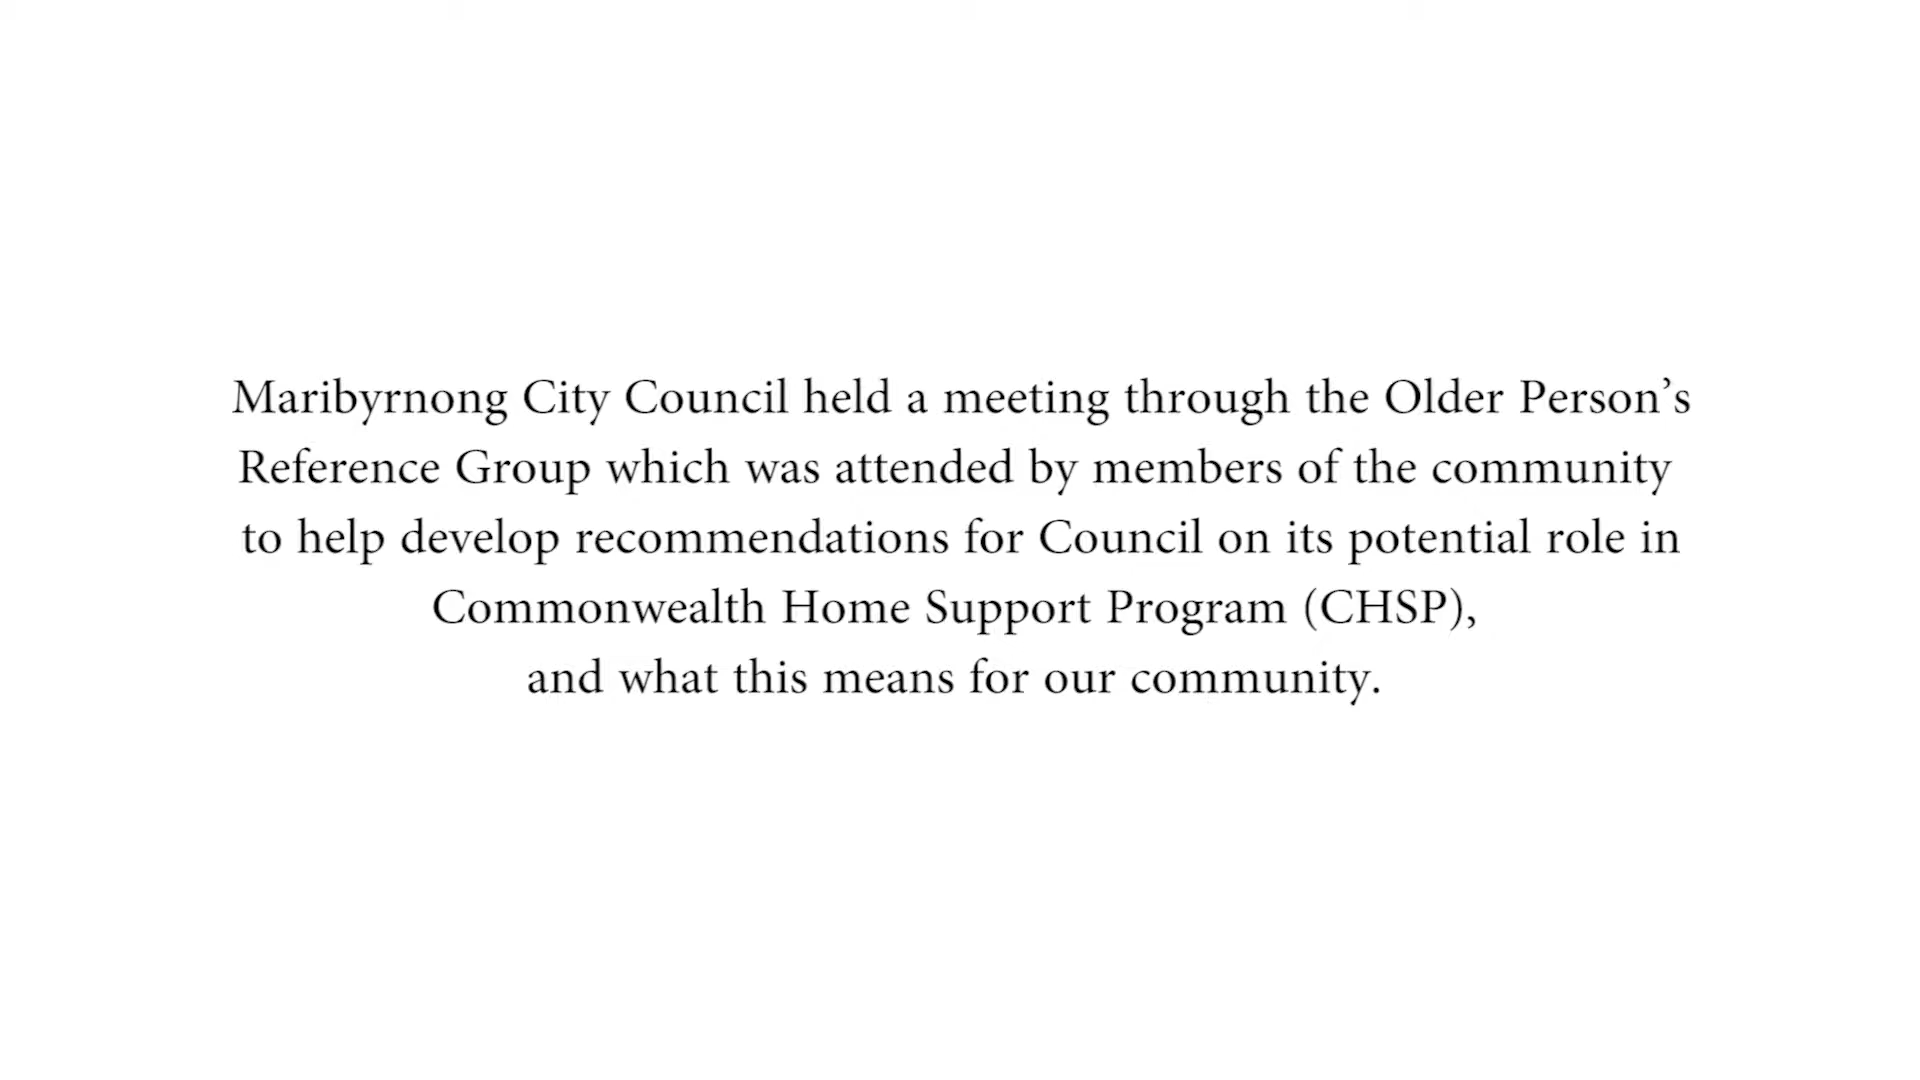 Maribyrnong City Council held a meeting through the Older Person’s
Reference Group which was attended by members of the community
to help develop recommendations for Council on its potential role in
Commonwealth Home Support Program (CHSP),
and what this means for our community.